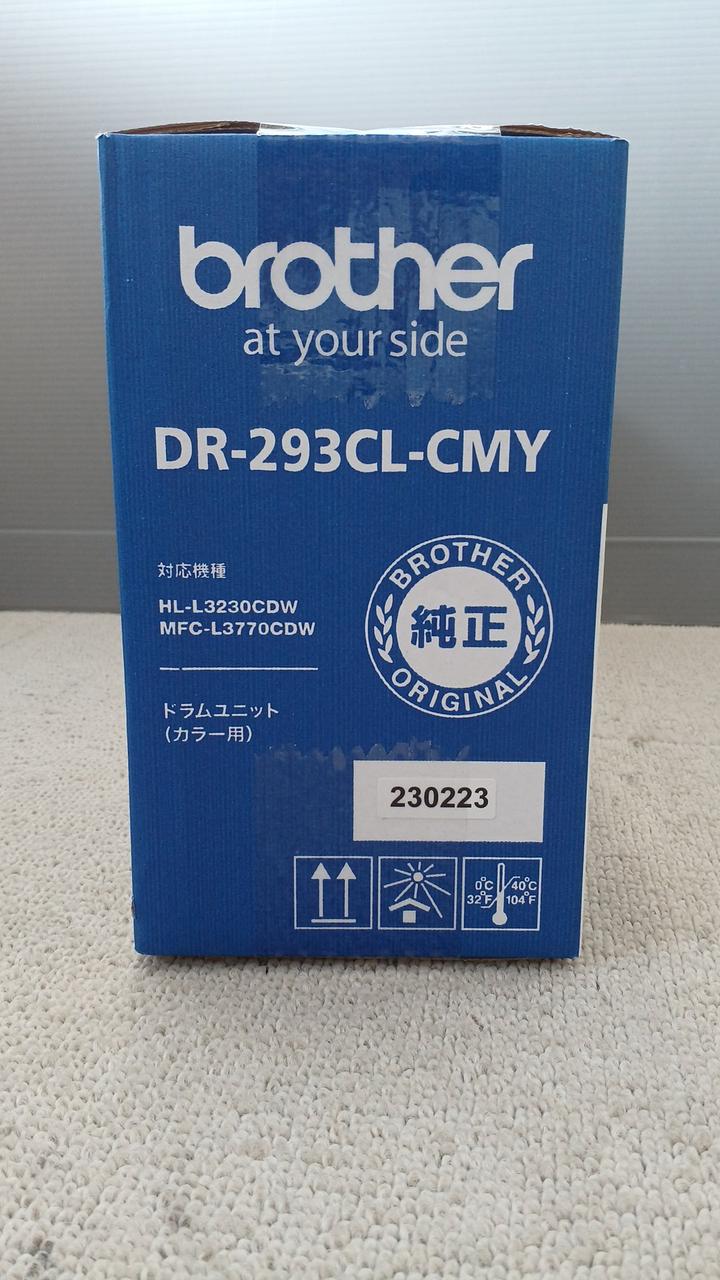 brother
at your side
DR-293CL-CMY
対応機種
HL-L3230CDW
MFC-L3770CDW
ドラムユニット
(カラー用)
BROTHER
純正
ORIGINAL
230223
0°C 40°C
32°F 104°F